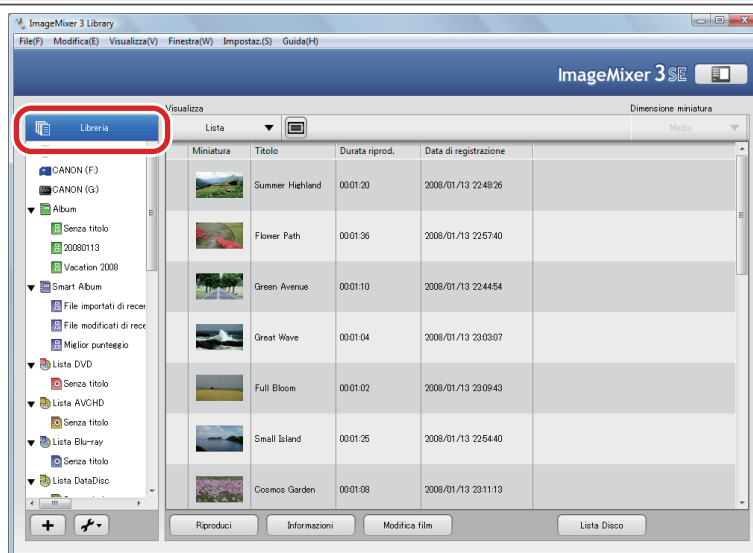 ImageMixer 3 Library
File(F) Modifica(E) Visualizza(V) Finestra(W) Impostaz.(S) Guida(H)
ImageMixer 3 SE
Visualizza
Dimensione miniatura
Libreria
Lista
Medio
Miniatura Titolo Durata riprod. Data di registrazione
CANON (F:)
CANON (G:)
Album
Senza titolo
20080113
Vacation 2008
Smart Album
File importati di recer
File modificati di rece
Miglior punteggio
Lista DVD
Senza titolo
Lista AVCHD
Senza titolo
Lista Blu-ray
Senza titolo
Lista DataDisc
Summer Highland 00:01:20 2008/01/13 22:48:26
Flower Path 00:01:36 2008/01/13 22:57:40
Green Avenue 00:01:10 2008/01/13 22:44:54
Great Wave 00:01:04 2008/01/13 23:03:07
Full Bloom 00:01:02 2008/01/13 23:09:43
Small Island 00:01:25 2008/01/13 22:54:40
Cosmos Garden 00:01:08 2008/01/13 23:11:13
Riproduci Informazioni Modifica film Lista Disco